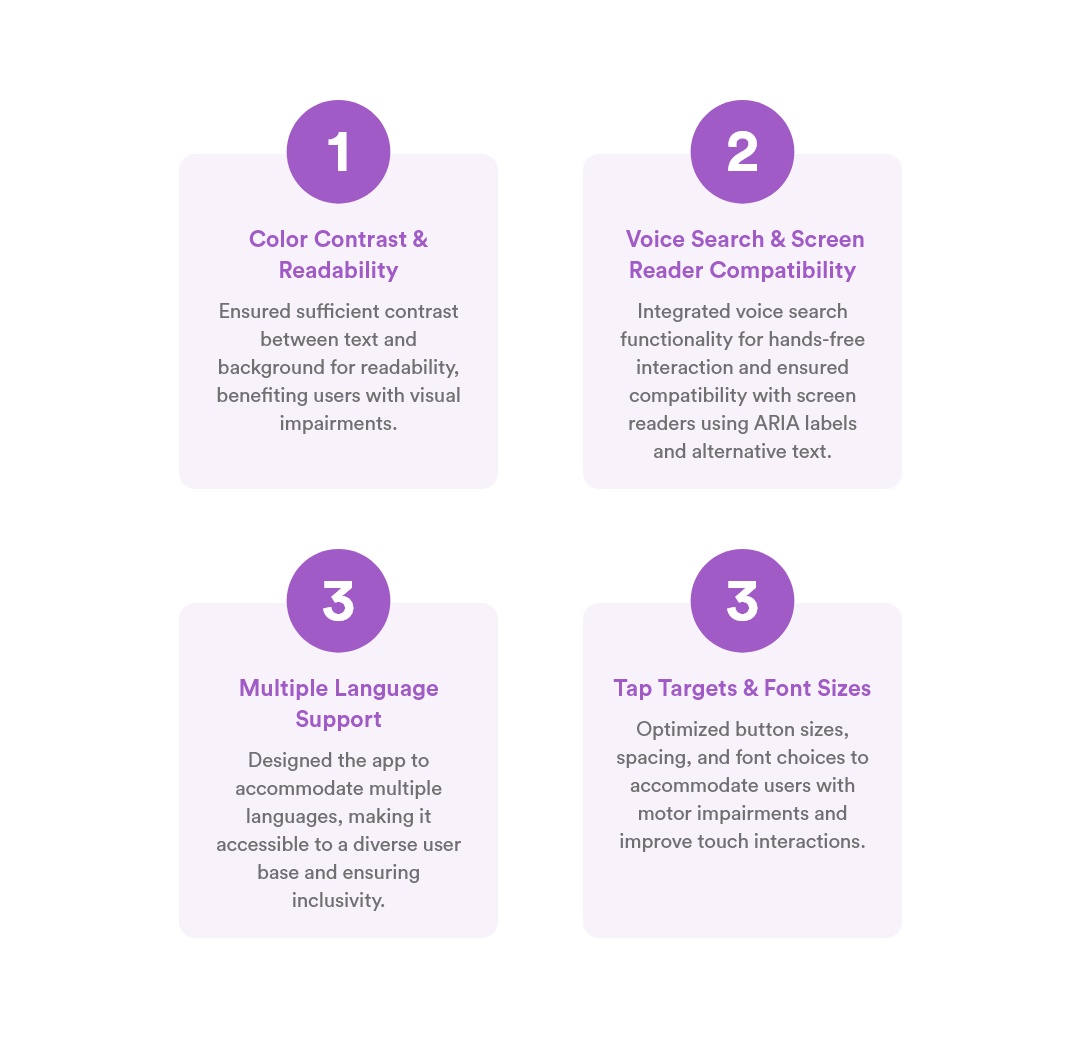 1
Color Contrast &
Readability
Ensured sufficient contrast
between text and
background for readability,
benefiting users with visual
impairments.
2
Voice Search & Screen
Reader Compatibility
Integrated voice search
functionality for hands-free
interaction and ensured
compatibility with screen
readers using ARIA labels
and alternative text.
3
Multiple Language
Support
Designed the app to
accommodate multiple
languages, making it
accessible to a diverse user
base and ensuring
inclusivity.
3
Tap Targets & Font Sizes
Optimized button sizes,
spacing, and font choices to
accommodate users with
motor impairments and
improve touch interactions.